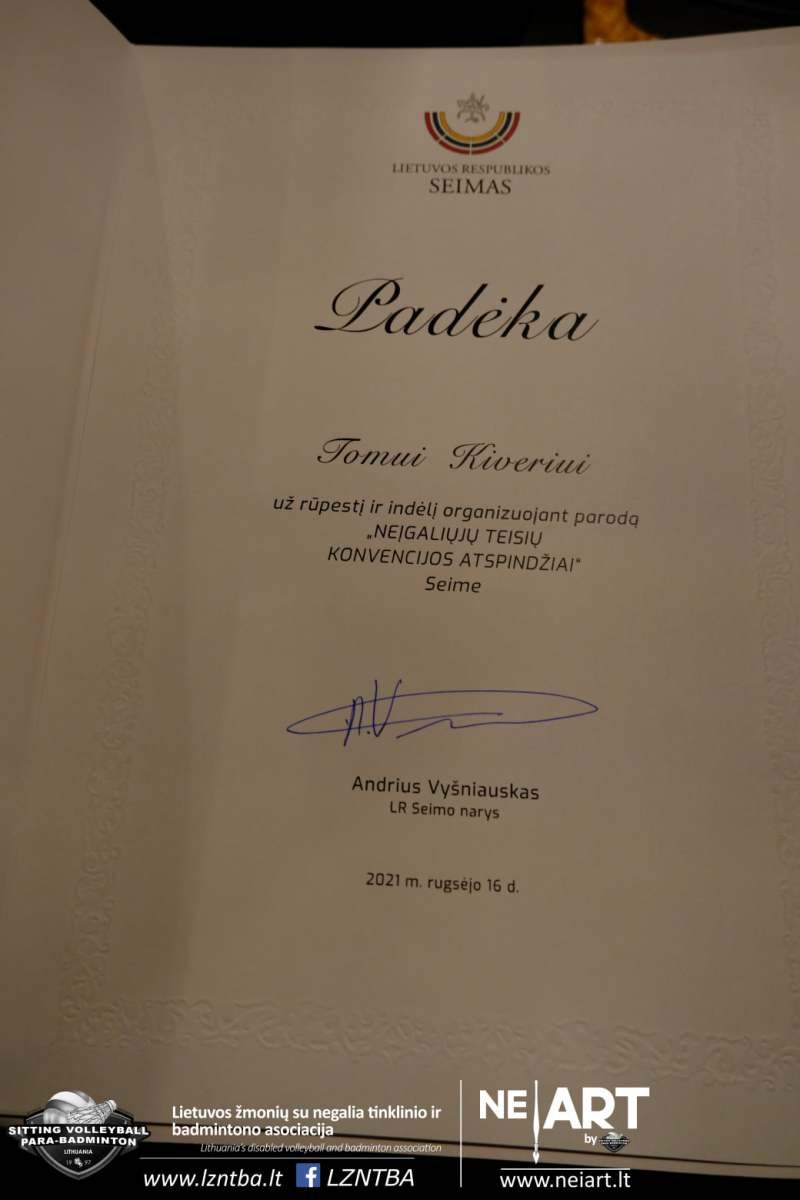 LIETUVOS RESPUBLIKOS
SEIMAS
Padėka
Tomui Kiveriui
už rūpestį ir indėlį organizuojant parodą
„NEĮGALIŲJŲ TEISIŲ
KONVENCIJOS ATSPINDŽIAI“
Seime
A.V
Andrius Vyšniauskas
LR Seimo narys
2021 m. rugsėjo 16 d.
SITTING VOLLEYBALL
PARA-BADMINTON
LITHUANIA
19 97
Lietuvos žmonių su negalia tinklinio ir
badmintono asociacija
Lithuania's disabled volleyball and badminton association
www.lzntba.lt f LZNTBA
NE ART
by
www.neiart.lt